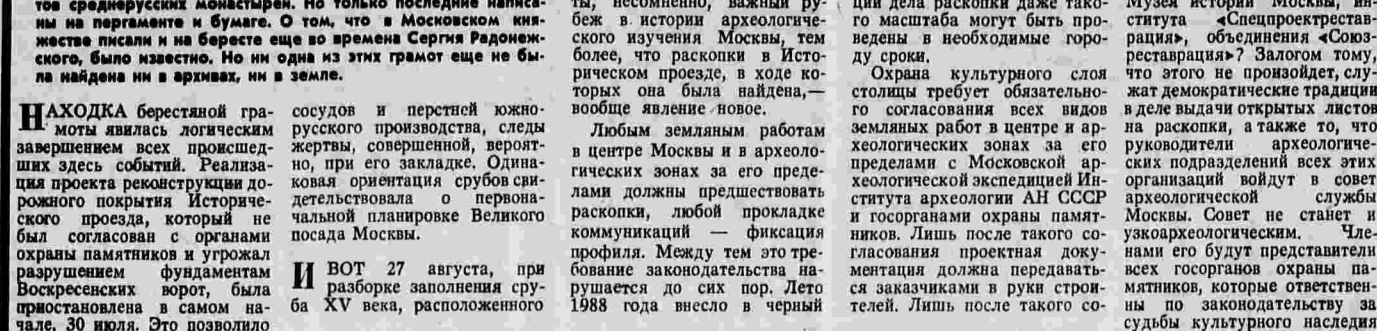 тов среднерусских монастырей. Но только последние написа-
ны на пергаменте и бумаге. О том, что в Московском кня-
жестве писали и на бересте еще во времена Сергия Радонеж-
ского, было известно. Но ни одна из этих грамот еще не бы-
ла найдена ни в архивах, ни в земле.
НАХОДКА берестяной гра-
моты явилась логическим
завершением всех происшед-
ших здесь событий. Реализа-
ция проекта реконструкции до-
рожного покрытия Историче-
ского проезда, который не
был согласован с органами
охраны памятников и угрожал
разрушением фундаментам
Воскресенских ворот, была
приостановлена в самом на-
чале, 30 июля. Это позволило
сосудов и перстней южно-
русского производства, следы
жертвы, совершенной, вероят-
но, при его закладке. Одина-
ковая ориентация срубов сви-
детельствовала о первона-
чальной планировке Великого
посада Москвы.
И ВОТ 27 августа, при
разборке заполнения сру-
ба XV века, расположенного
ты, несомненно, важный ру-
беж в истории археологиче-
ского изучения Москвы, тем
более, что раскопки в Исто-
рическом проезде, в ходе ко-
торых она была найдена,—
вообще явление новое.
Любым земляным работам
в центре Москвы и в археоло-
гических зонах за его преде-
лами должны предшествовать
раскопки, любой прокладке
коммуникаций — фиксация
профиля. Между тем это тре-
бование законодательства на-
рушается до сих пор. Лето
1988 года внесло в черный
ции дела раскопки даже тако-
го масштаба могут быть про-
ведены в необходимые горо-
ду сроки.
Охрана культурного слоя
столицы требует обязательно-
го согласования всех видов
земляных работ в центре и ар-
хеологических зонах за его
пределами с Московской ар-
хеологической экспедицией Ин-
ститута археологии АН СССР
и госорганами охраны памят-
ников. Лишь после такого со-
гласования проектная доку-
ментация должна передавать-
ся заказчиками в руки строи-
телей. Лишь после такого со-
Музея истории Москвы, ин-
ститута «Спецпроектрестав-
рация», объединения «Союз-
реставрация»? Залогом тому,
что этого не произойдет, слу-
жат демократические традиции
в деле выдачи открытых листов
на раскопки, а также то, что
руководители археологиче-
ских подразделений всех этих
организаций войдут в совет
археологической службы
Москвы. Совет не станет и
узкоархеологическим. Чле-
нами его будут представители
всех госорганов охраны па-
мятников, которые ответствен-
ны по законодательству за
судьбы культурного наследия